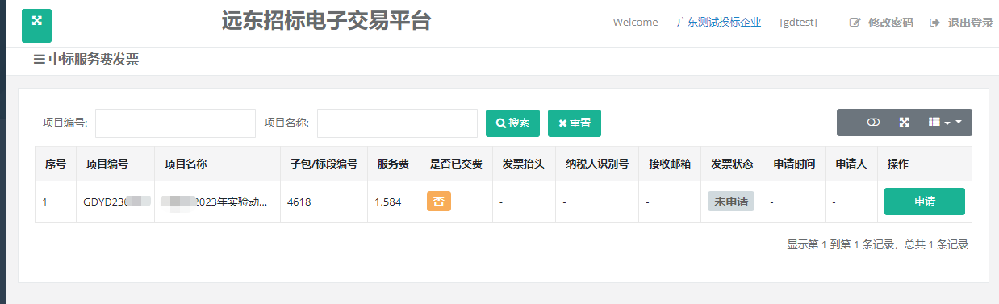 远东招标电子交易平台
Welcome 广东测试投标企业 [gdtest] 修改密码 退出登录
中标服务费发票
项目编号: 项目名称: 搜索 重置
序号 项目编号 项目名称 子包/标段编号 服务费 是否已交费 发票抬头 纳税人识别号 接收邮箱 发票状态 申请时间 申请人 操作
1 GDYD230 2023年实验动... 4618 1,584 否 - - - 未申请 - - 申请
显示第 1 到第 1 条记录，总共 1 条记录